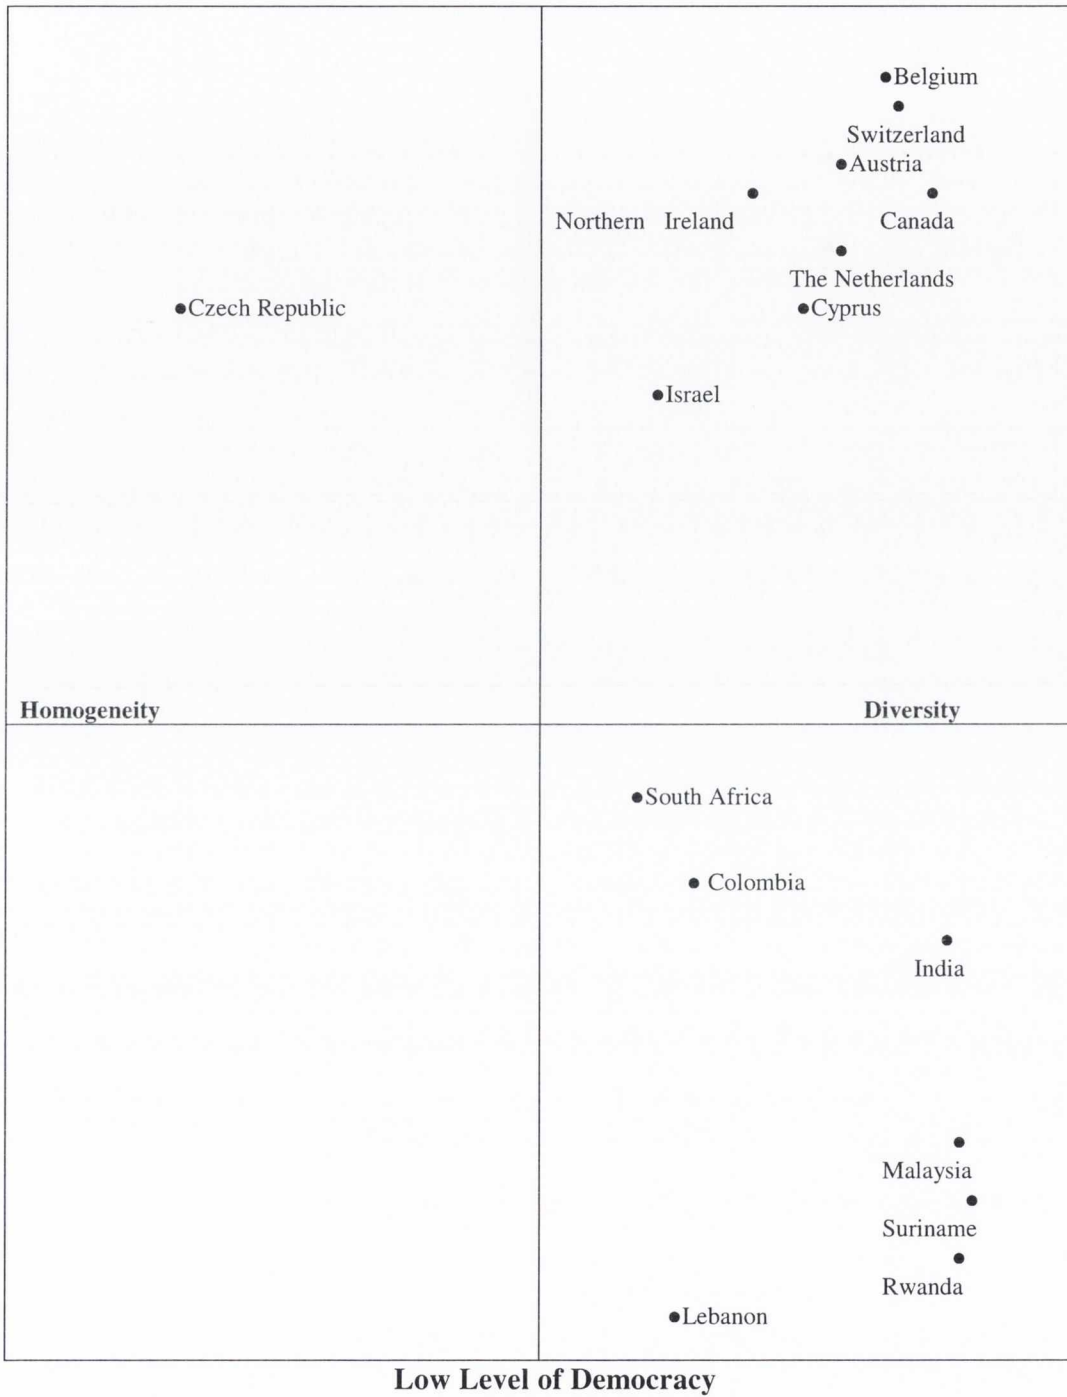 Belgium
Switzerland
Austria
Northern Ireland
Canada
The Netherlands
Czech Republic
Cyprus
Israel
Homogeneity
Diversity
South Africa
Colombia
India
Malaysia
Suriname
Rwanda
Lebanon
Low Level of Democracy